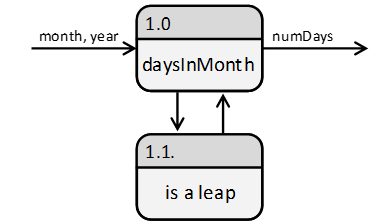 1.0
month, year
numDays
daysInMonth
1.1.
is a leap